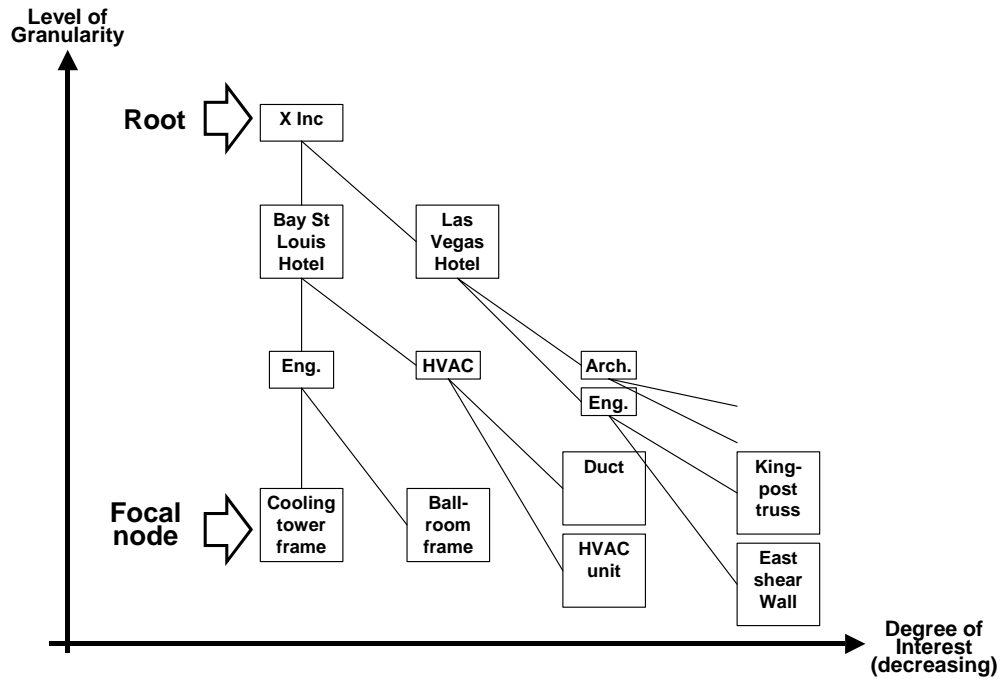 Level of
Granularity
Root
X Inc
Bay St
Louis
Hotel
Las
Vegas
Hotel
Eng.
HVAC
Arch.
Eng.
Focal
node
Cooling
tower
frame
Ball-
room
frame
Duct
HVAC
unit
King-
post
truss
East
shear
Wall
Degree of
Interest
(decreasing)